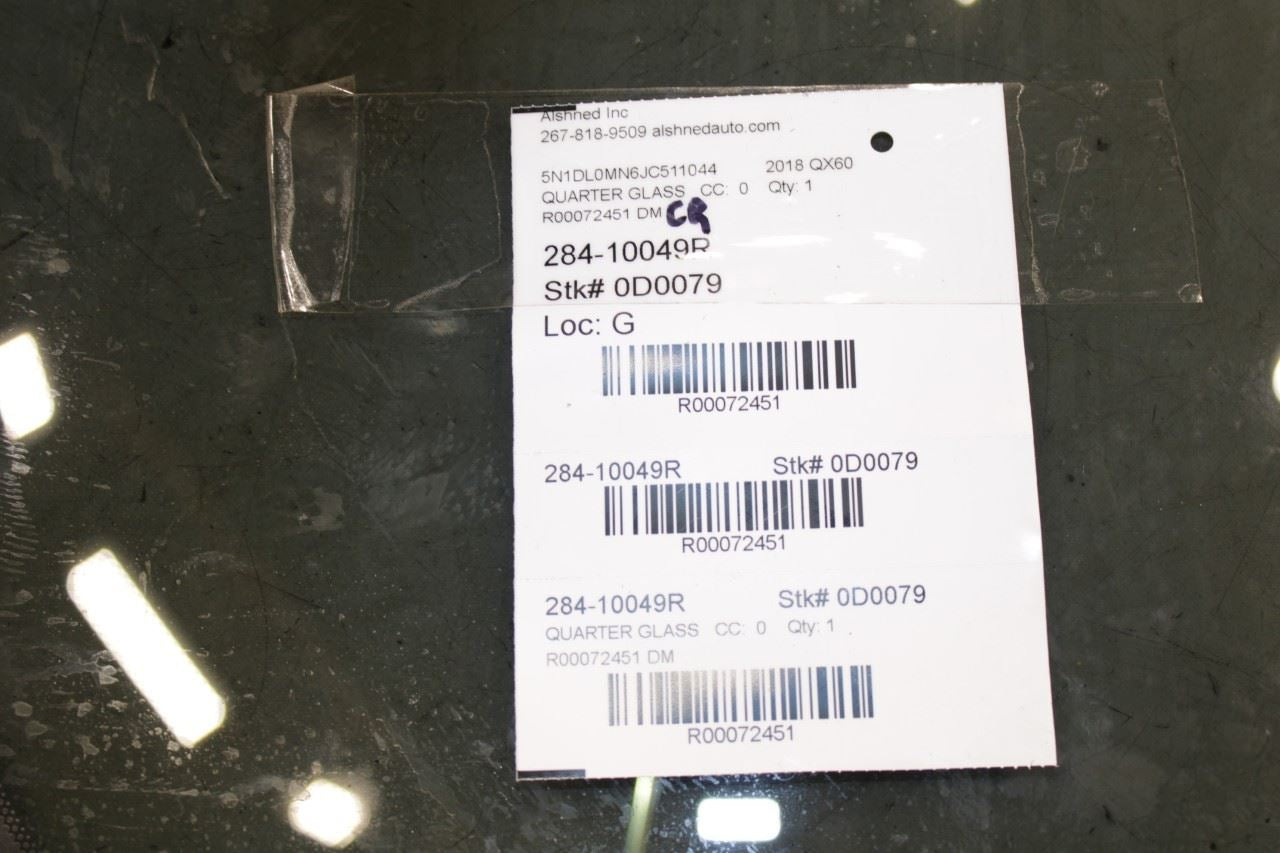 Alshned Inc
267-818-9509 alshnedauto.com
5N1DL0MN6JC511044 2018 QX60
QUARTER GLASS CC: 0 Qty: 1
R00072451 DM CR
284-10049R
Stk# 0D0079
Loc: G
R00072451
284-10049R Stk# 0D0079
R00072451
284-10049R Stk# 0D0079
QUARTER GLASS CC: 0 Qty: 1
R00072451 DM
R00072451